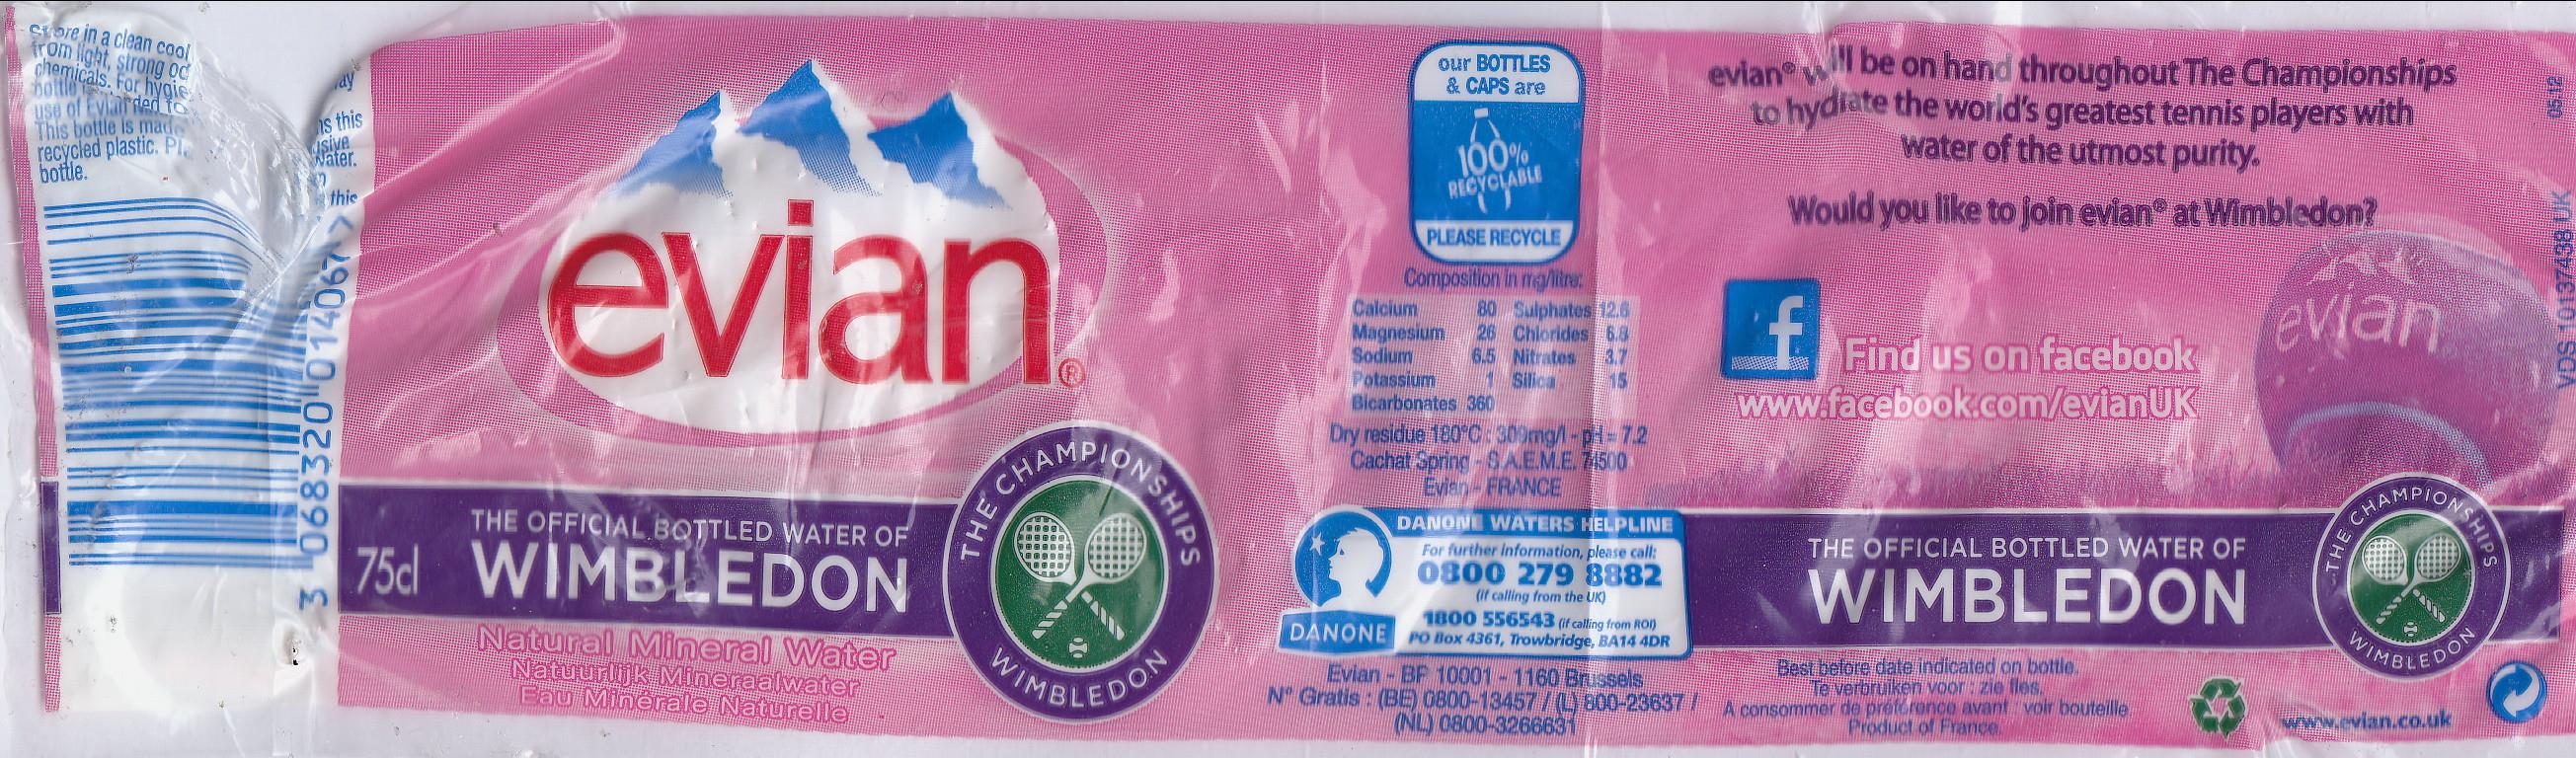 Store in a clean cool
from light, strong od
chemicals. For hygie
bottle
use of Evian
This bottle is made
recycled plastic. Pl
bottle.
ay
ns this
usive
Water.
this
3 068320 014067 >
evian®
75cl
THE OFFICIAL BOTTLED WATER OF
WIMBLEDON
THE CHAMPIONSHIPS
WIMBLEDON
Natural Mineral Water
Natuurlijk Mineraalwater
Eau Minérale Naturelle
our BOTTLES
& CAPS are
100%
RECYCLABLE
PLEASE RECYCLE
Composition in mg/litre:
Calcium 80 Sulphates 12.6
Magnesium 26 Chlorides 6.8
Sodium 6.5 Nitrates 3.7
Potassium 1 Silica 15
Bicarbonates 360
Dry residue 180°C : 309mg/l - pH = 7.2
Cachat Spring - S.A.E.M.E. 74500
Evian - FRANCE
DANONE
DANONE WATERS HELPLINE
For further information, please call:
0800 279 8882
(if calling from the UK)
1800 556543 (if calling from ROI)
PO Box 4361, Trowbridge, BA14 4DR
Evian - BP 10001 - 1160 Brussels
N° Gratis : (BE) 0800-13457 / (L) 800-23637 /
(NL) 0800-3266631
evian® will be on hand throughout The Championships
to hydrate the world's greatest tennis players with
water of the utmost purity.
Would you like to join evian® at Wimbledon?
f
Find us on facebook
www.facebook.com/evianUK
evian
THE OFFICIAL BOTTLED WATER OF
WIMBLEDON
THE CHAMPIONSHIPS
WIMBLEDON
Best before date indicated on bottle.
Te verbruiken voor : zie fles.
A consommer de préférence avant : voir bouteille
Product of France.
www.evian.co.uk
05.12
VDS10137438 UK